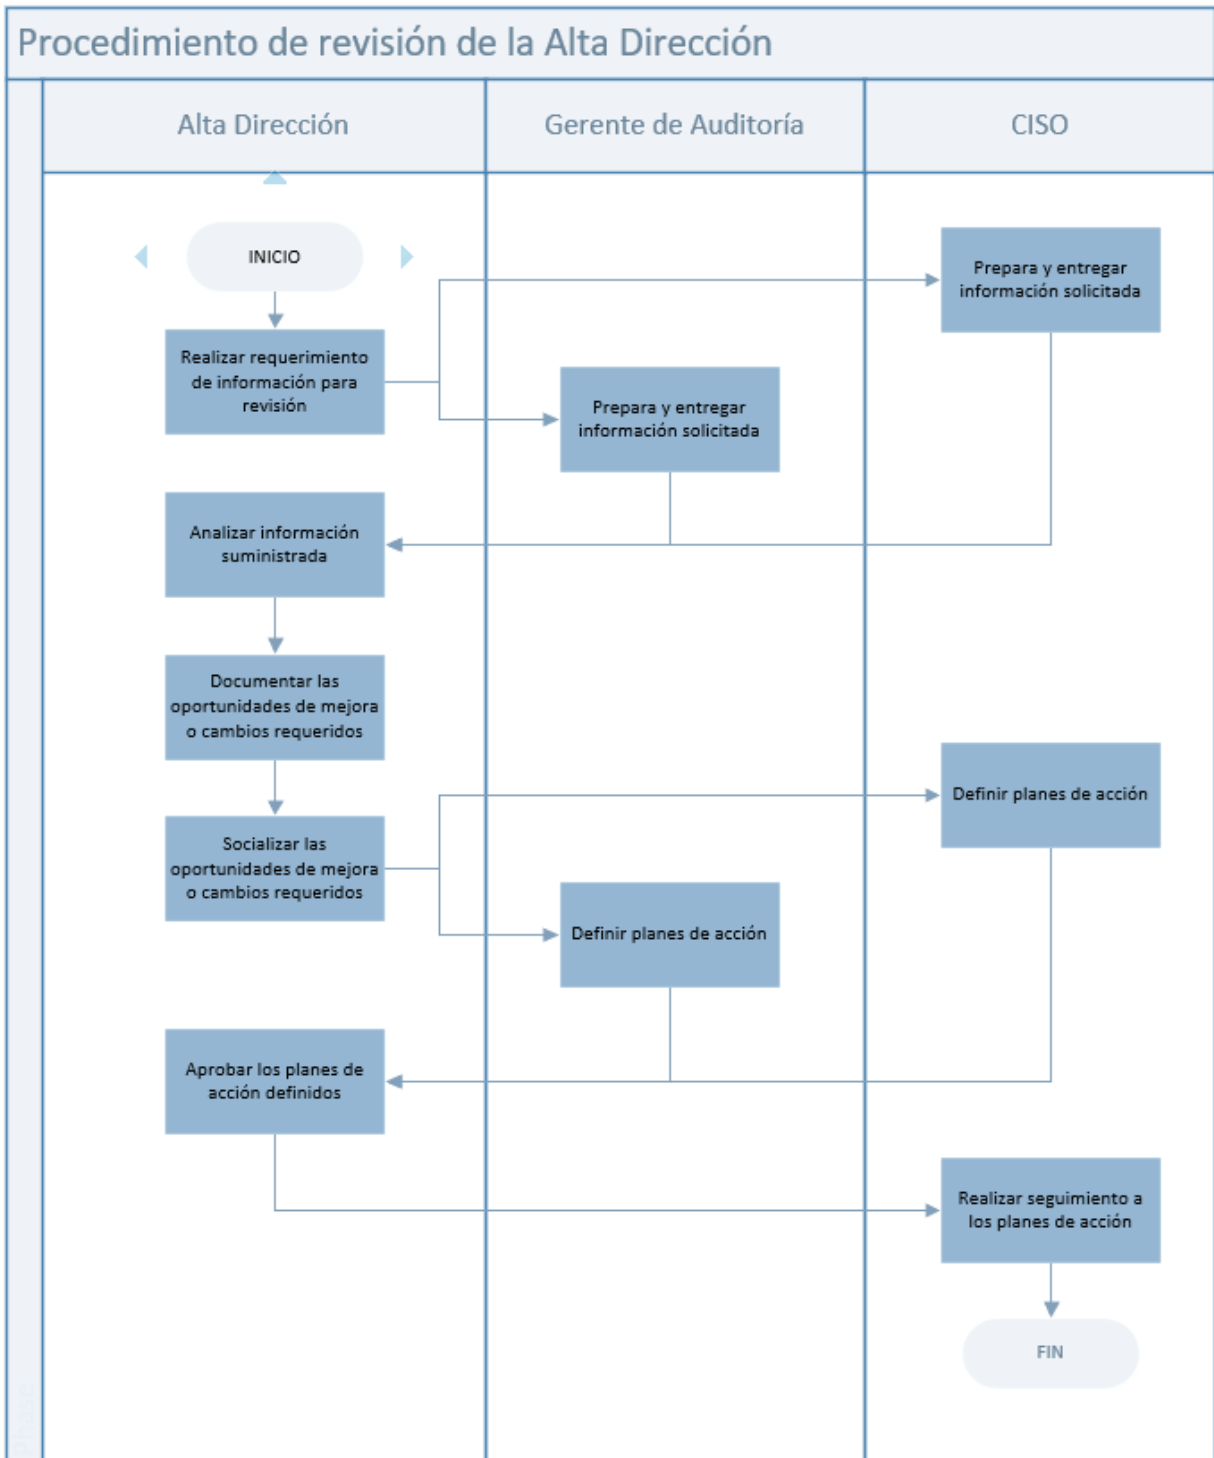 Procedimiento de revisión de la Alta Dirección
Alta Dirección
Gerente de Auditoría
CISO
INICIO
Prepara y entregar
información solicitada
Realizar requerimiento
de información para
revisión
Prepara y entregar
información solicitada
Analizar información
suministrada
Documentar las
oportunidades de mejora
o cambios requeridos
Definir planes de acción
Socializar las
oportunidades de mejora
o cambios requeridos
Definir planes de acción
Aprobar los planes de
acción definidos
Realizar seguimiento a
los planes de acción
FIN
Phase